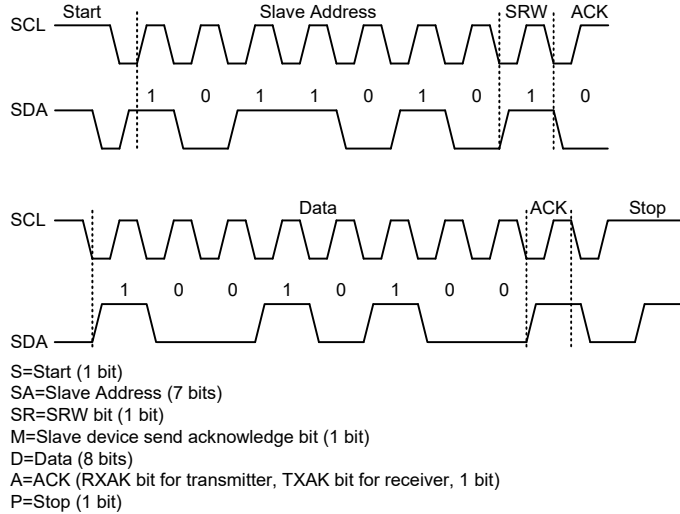 Start Slave Address SRW ACK
SCL
1 0 1 1 0 1 0 1 0
SDA
Data ACK Stop
SCL
1 0 0 1 0 1 0 0
SDA
S=Start (1 bit)
SA=Slave Address (7 bits)
SR=SRW bit (1 bit)
M=Slave device send acknowledge bit (1 bit)
D=Data (8 bits)
A=ACK (RXAK bit for transmitter, TXAK bit for receiver, 1 bit)
P=Stop (1 bit)